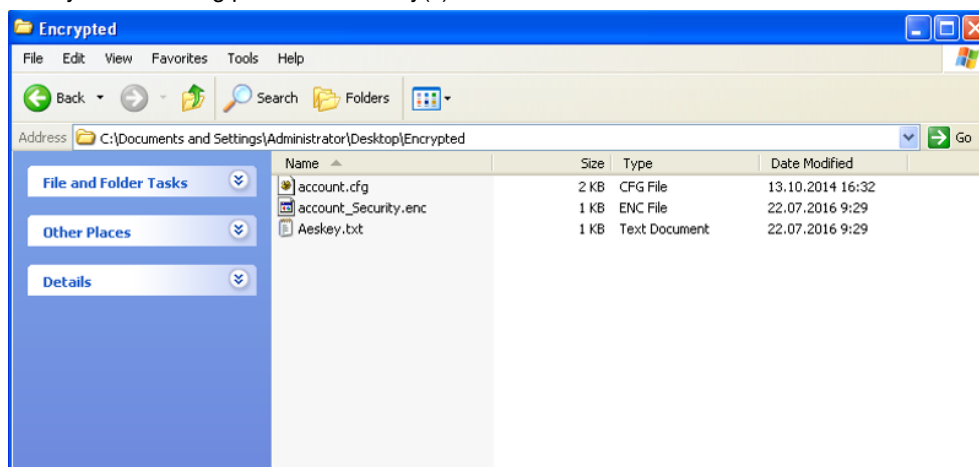 Encrypted
File Edit View Favorites Tools Help
Back Search Folders
Address C:\Documents and Settings\Administrator\Desktop\Encrypted Go
File and Folder Tasks
Other Places
Details
Name Size Type Date Modified
account.cfg 2 KB CFG File 13.10.2014 16:32
account_Security.enc 1 KB ENC File 22.07.2016 9:29
Aeskey.txt 1 KB Text Document 22.07.2016 9:29